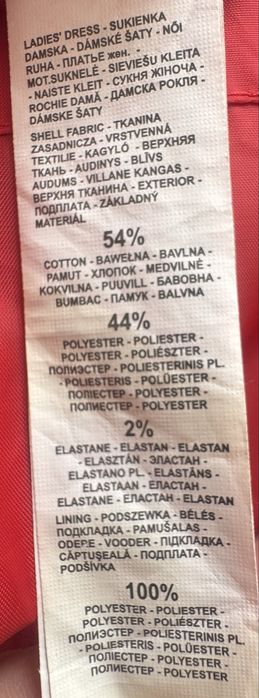 LADIES' DRESS - SUKIENKA
DAMSKA - DÁMSKÉ ŠATY - NŐI
RUHA - ПЛАТЬЕ жен. -
MOT.SUKNELĖ - SIEVIEŠU KLEITA
- NAISTE KLEIT - СУКНЯ ЖІНОЧА -
ROCHIE DAMĂ - ДАМСКА РОКЛЯ -
DÁMSKE ŠATY
SHELL FABRIC - TKANINA
ZASADNICZA - VRSTVENNÁ
TEXTILIE - KAGYLÓ - ВЕРХНЯЯ
ТКАНЬ - AUDINYS - BLĪVS
AUDUMS - VILLANE KANGAS -
ВЕРХНЯ ТКАНИНА - EXTERIOR -
ПОДПЛАТА - ZÁKLADNÝ
MATERIÁL
54%
COTTON - BAWEŁNA - BAVLNA -
PAMUT - ХЛОПОК - MEDVILNĖ -
KOKVILNA - PUUVILL - БАВОВНА -
BUMBAC - ПАМУК - BALVNA
44%
POLYESTER - POLIESTER -
POLYESTER - POLIÉSZTER -
ПОЛИЭСТЕР - POLIESTERINIS PL.
- POLIESTERIS - POLÜESTER -
ПОЛІЕСТЕР - POLYESTER -
ПОЛИЕСТЕР - POLYESTER
2%
ELASTANE - ELASTAN - ELASTAN
- ELASZTÁN - ЭЛАСТАН -
ELASTANO PL. - ELASTĀNS -
ELASTAAN - ЕЛАСТАН -
ELASTANE - ЕЛАСТАН - ELASTAN
LINING - PODSZEWKA - BÉLÉS -
ПОДКЛАДКА - PAMUŠALAS -
ODERE - VOODER - ПІДКЛАДКА -
CĂPTUŞEALĂ - ПОДПЛАТА -
PODŠÍVKA
100%
POLYESTER - POLIESTER -
POLYESTER - POLIÉSZTER -
ПОЛИЭСТЕР - POLIESTERINIS PL.
- POLIESTERIS - POLÜESTER -
ПОЛІЕСТЕР - POLYESTER -
ПОЛИЕСТЕР - POLYESTER